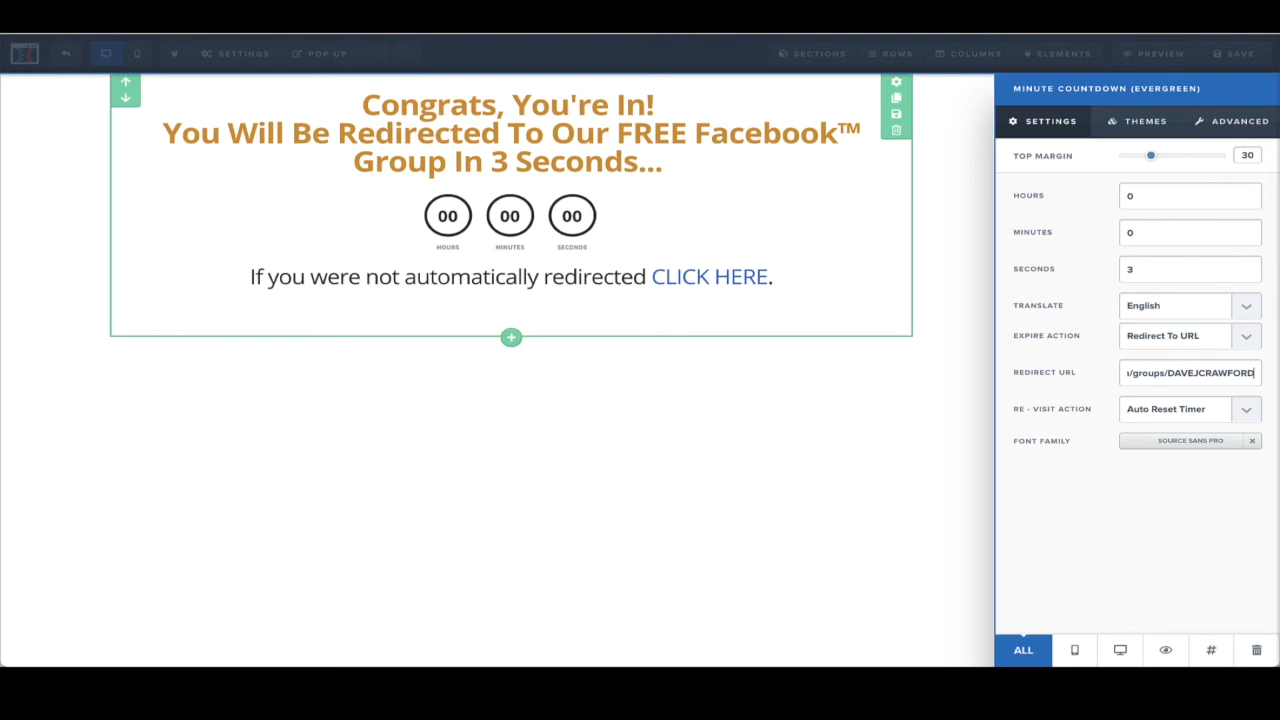 SETTINGS
POP UP
SECTIONS
ROWS
COLUMNS
ELEMENTS
PREVIEW
SAVE
Congrats, You're In!
You Will Be Redirected To Our FREE Facebook™
Group In 3 Seconds...
00 00 00
HOURS MINUTES SECONDS
If you were not automatically redirected CLICK HERE.
MINUTE COUNTDOWN (EVERGREEN)
SETTINGS THEMES ADVANCED
TOP MARGIN 30
HOURS 0
MINUTES 0
SECONDS 3
TRANSLATE English
EXPIRE ACTION Redirect To URL
REDIRECT URL /groups/DAVEJCRAWFORD
RE - VISIT ACTION Auto Reset Timer
FONT FAMILY SOURCE SANS PRO ×
ALL #